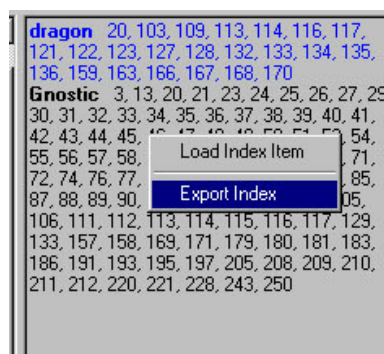 dragon 20, 103, 109, 113, 114, 116, 117,
121, 122, 123, 127, 128, 132, 133, 134, 135,
136, 159, 163, 166, 167, 168, 170
Gnostic 3, 13, 20, 21, 23, 24, 25, 26, 27, 29
30, 31, 32, 33, 34, 35, 36, 37, 38, 39, 40, 41,
42, 43, 44, 45, 54,
55, 56, 57, 58, 71,
72, 74, 76, 77, 85,
87, 88, 89, 90,
106, 111, 112, 113, 114, 115, 116, 117, 129,
133, 157, 158, 169, 171, 179, 180, 181, 183,
186, 191, 193, 195, 197, 205, 208, 209, 210,
211, 212, 220, 221, 228, 243, 250
Load Index Item
Export Index